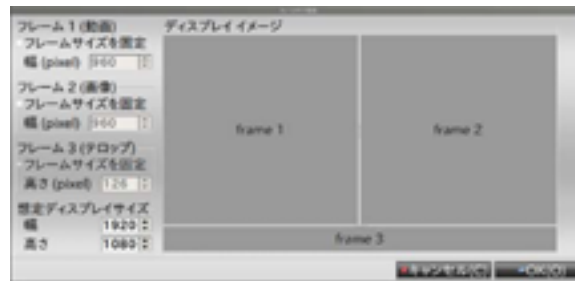 フレーム 1 (動画)
フレームサイズを固定
幅 (pixel) 960
フレーム 2 (画像)
フレームサイズを固定
幅 (pixel) 960
フレーム 3 (テロップ)
フレームサイズを固定
高さ (pixel) 126
想定ディスプレイサイズ
幅 1920
高さ 1080
ディスプレイ イメージ
frame 1
frame 2
frame 3
キャンセル(C)
OK(O)